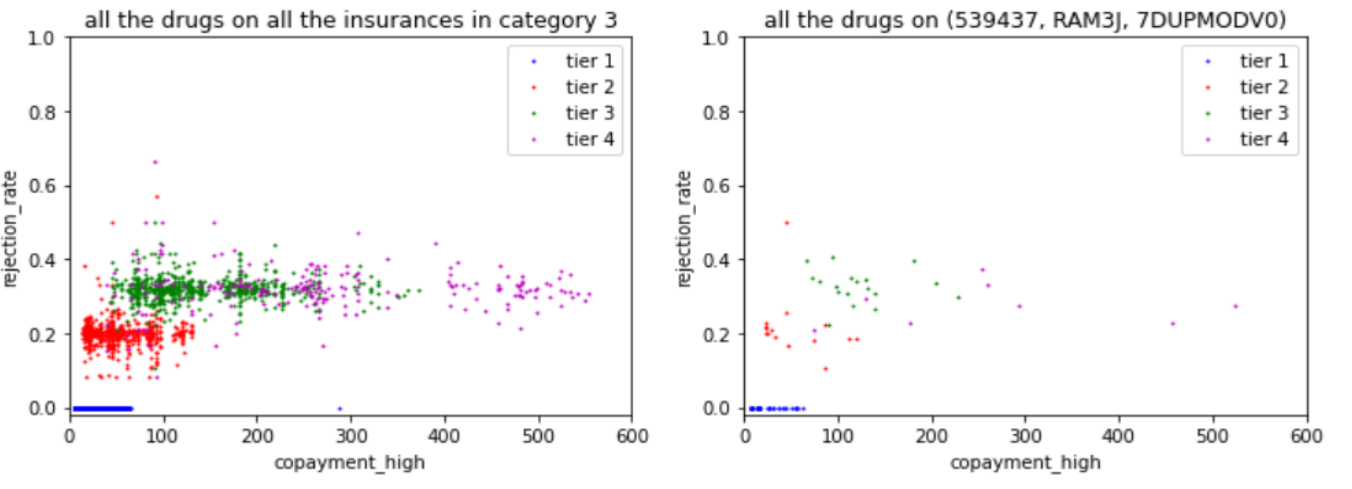 all the drugs on all the insurances in category 3
1.0
0.8
0.6
0.4
0.2
0.0
rejection_rate
tier 1
tier 2
tier 3
tier 4
0 100 200 300 400 500 600
copayment_high
all the drugs on (539437, RAM3J, 7DUPMODV0)
1.0
0.8
0.6
0.4
0.2
0.0
rejection_rate
tier 1
tier 2
tier 3
tier 4
0 100 200 300 400 500 600
copayment_high